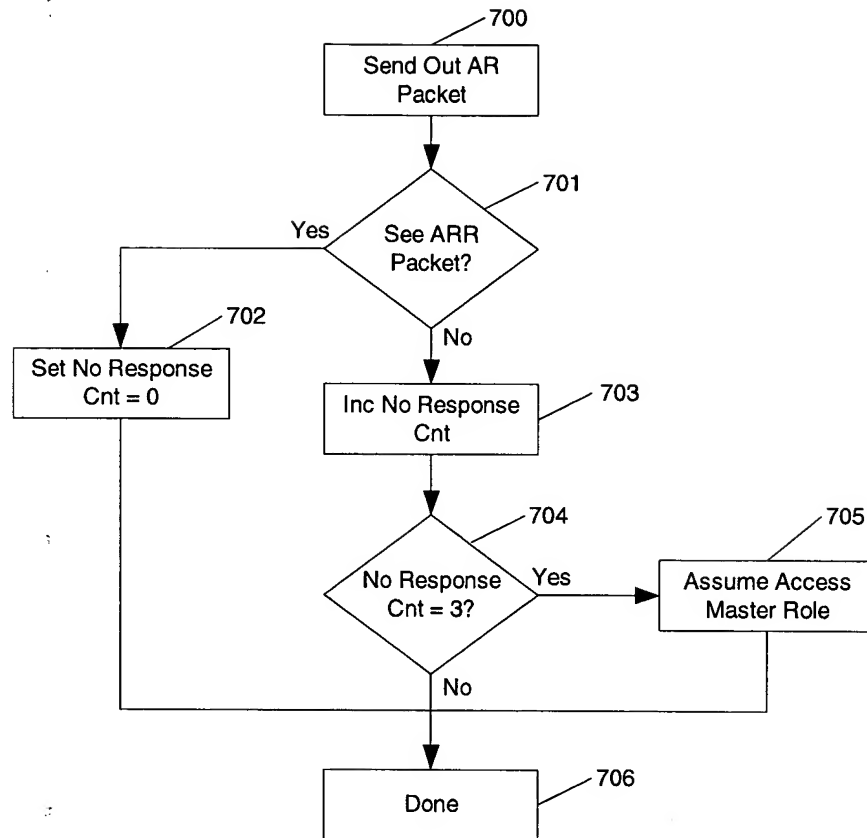 700
Send Out AR
Packet
701
Yes
See ARR
Packet?
702
No
Set No Response
Cnt = 0
703
Inc No Response
Cnt
704
705
No Response
Cnt = 3?
Yes
Assume Access
Master Role
No
706
Done